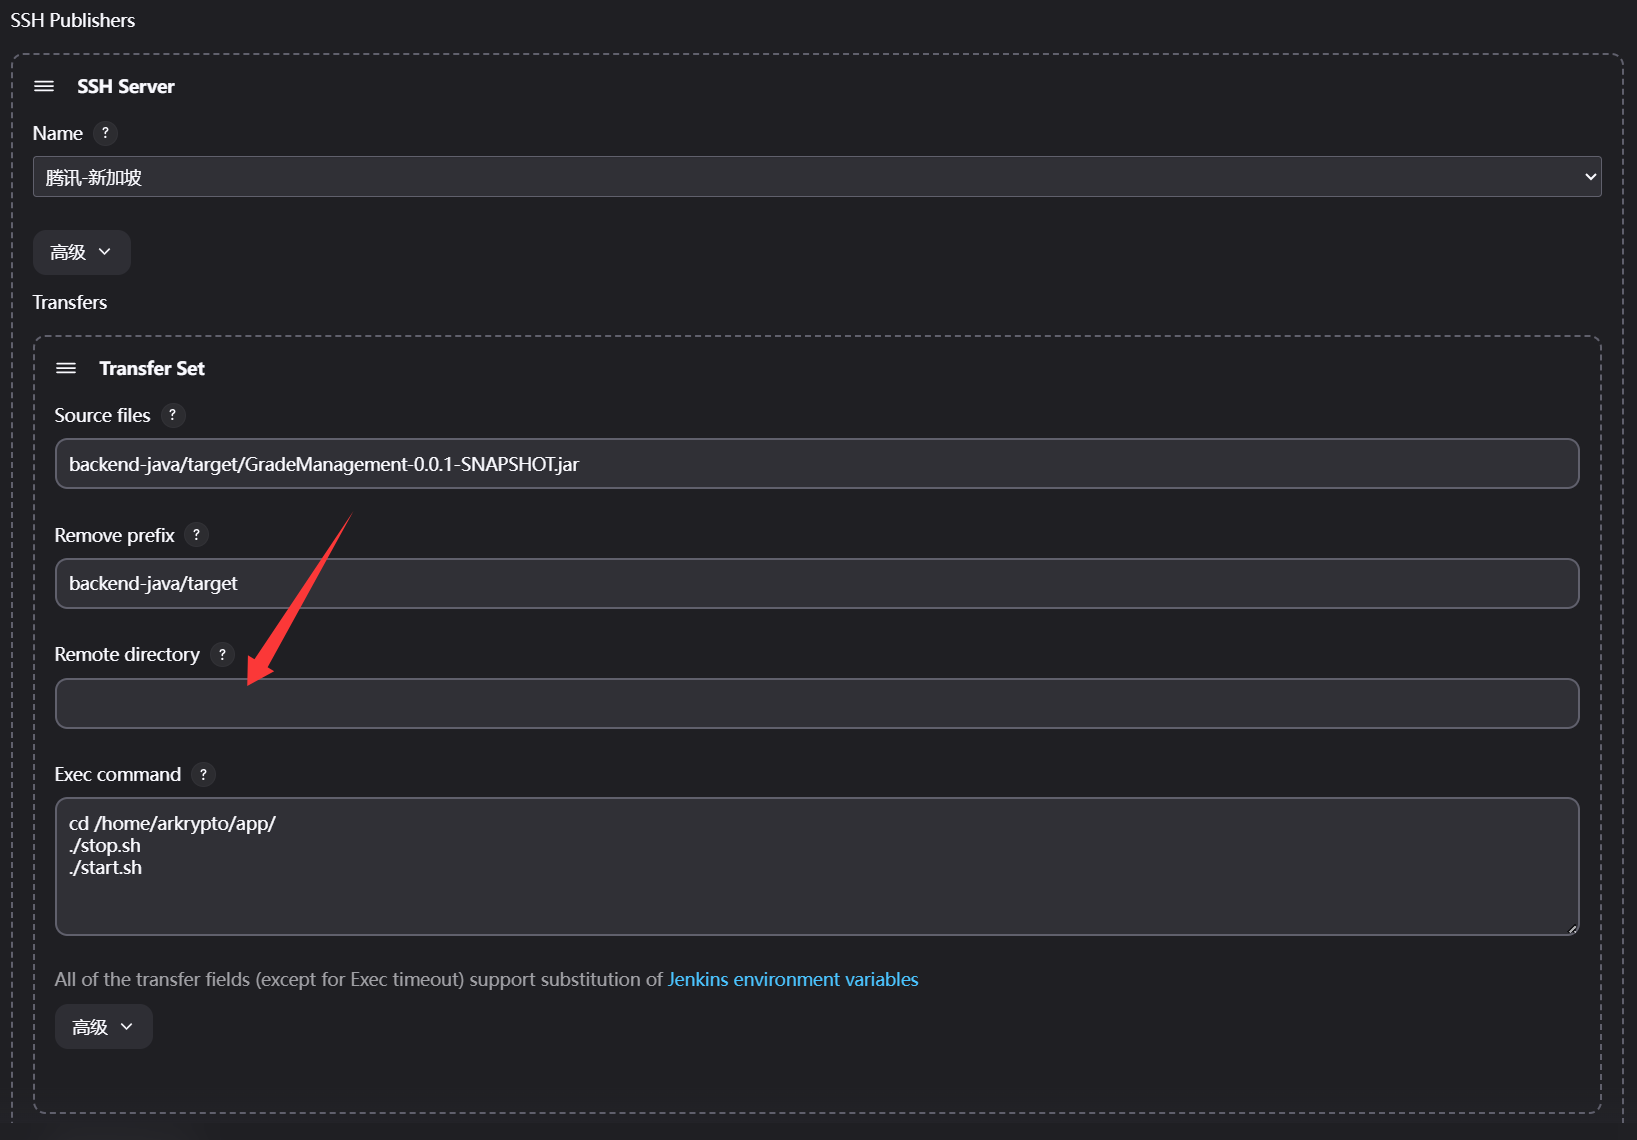 SSH Publishers
SSH Server
Name ?
腾讯-新加坡
高级
Transfers
Transfer Set
Source files ?
backend-java/target/GradeManagement-0.0.1-SNAPSHOT.jar
Remove prefix ?
backend-java/target
Remote directory ?
Exec command ?
cd /home/arkrypto/app/
./stop.sh
./start.sh
All of the transfer fields (except for Exec timeout) support substitution of Jenkins environment variables
高级